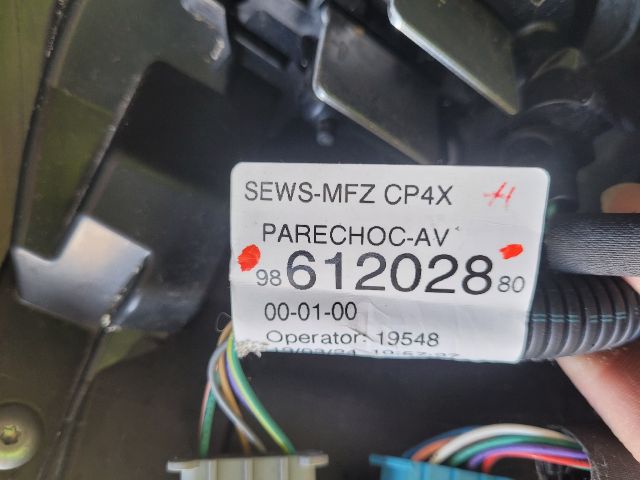 SEWS-MFZ CP4X H
PARECHOC-AV
98 612028 80
00-01-00
Operator: 19548